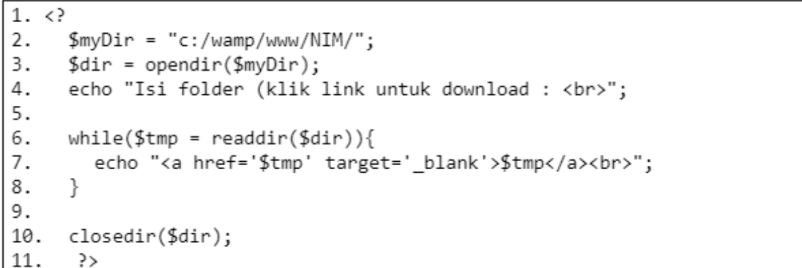 1. <?
2. $myDir = "c:/wamp/www/NIM/";
3. $dir = opendir($myDir);
4. echo "Isi folder (klik link untuk download : <br>";
5.
6. while($tmp = readdir($dir)){
7. echo "<a href='$tmp' target='_blank'>$tmp</a><br>";
8. }
9.
10. closedir($dir);
11. ?>